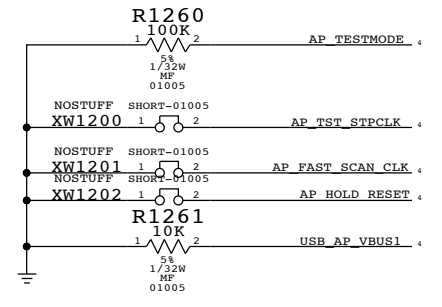 R1260
100K
1 2 AP_TESTMODE 4
5%
1/32W
MF
01005
NOSTUFF SHORT-01005
XW1200 1 2 AP_TST_STPCLK 4
NOSTUFF SHORT-01005
XW1201 1 2 AP_FAST_SCAN_CLK 4
NOSTUFF SHORT-01005
XW1202 1 2 AP_HOLD_RESET 4
R1261
10K
1 2 USB_AP_VBUS1 4
5%
1/32W
MF
01005